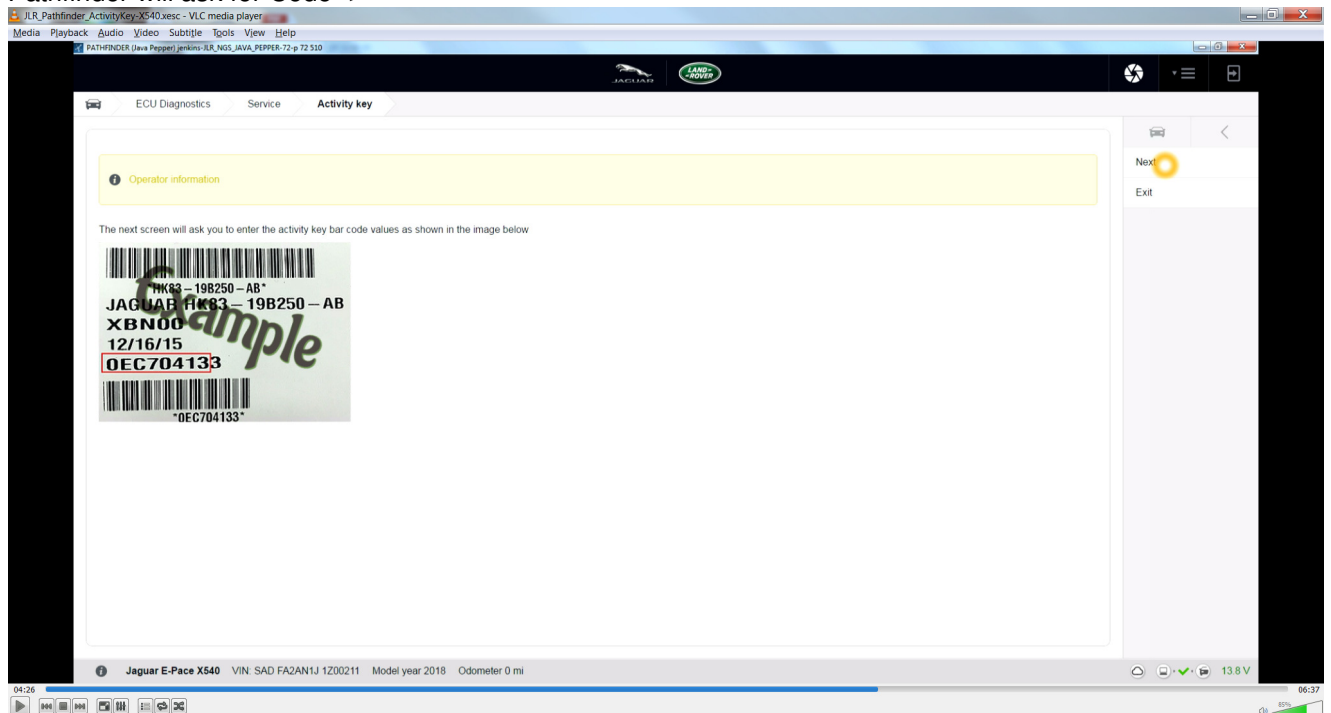 Pathfinder will ask for Code
JLR_Pathfinder_ActivityKey-X540.xesc - VLC media player
Media Playback Audio Video Subtitle Tools View Help
PATHFINDER (Java Pepper) jenkins-JLR_NGS_JAVA_PEPPER-72-p 72 510
JAGUAR
LAND-ROVER
ECU Diagnostics Service Activity key
Operator information
Next
Exit
The next screen will ask you to enter the activity key bar code values as shown in the image below
*HK83-19B250-AB*
JAGUAR HK83-19B250-AB
XBN00
12/16/15
0EC704133
*0EC704133*
Example
Jaguar E-Pace X540 VIN: SAD FA2AN1J 1Z00211 Model year 2018 Odometer 0 mi
13.8 V
04:26
06:37
85%